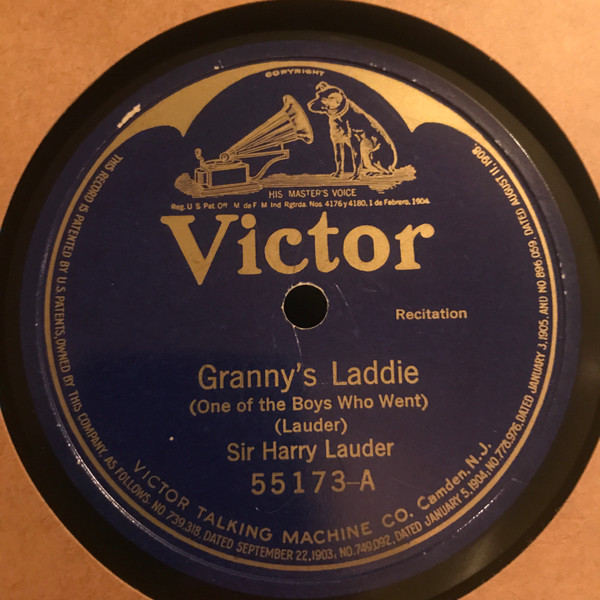 COPYRIGHT
HIS MASTER'S VOICE
Reg. U.S. Pat. Off. M. de F. M. Ind. Rgtrda. Nos. 4176 y 4180, 1 de Febrero, 1904
Victor
Recitation
Granny's Laddie
(One of the Boys Who Went)
(Lauder)
Sir Harry Lauder
55173-A
VICTOR TALKING MACHINE CO. Camden, N.J.
THIS RECORD IS PATENTED BY U.S. PATENTS, OWNED BY THIS COMPANY, AS FOLLOWS. NO. 739,318, DATED SEPTEMBER 22, 1903, NO. 749,092, DATED JANUARY 5, 1904, NO. 778,976, DATED JANUARY 3, 1905, AND NO 896,059, DATED AUGUST 11, 1908.